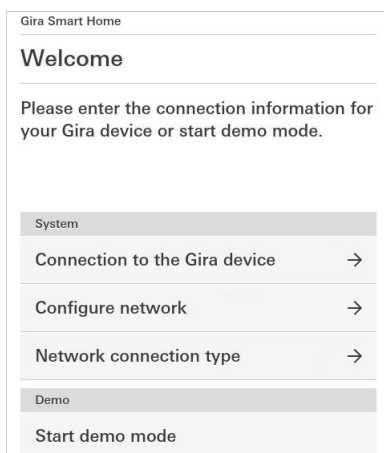 Gira Smart Home
Welcome
Please enter the connection information for
your Gira device or start demo mode.
System
Connection to the Gira device →
Configure network →
Network connection type →
Demo
Start demo mode